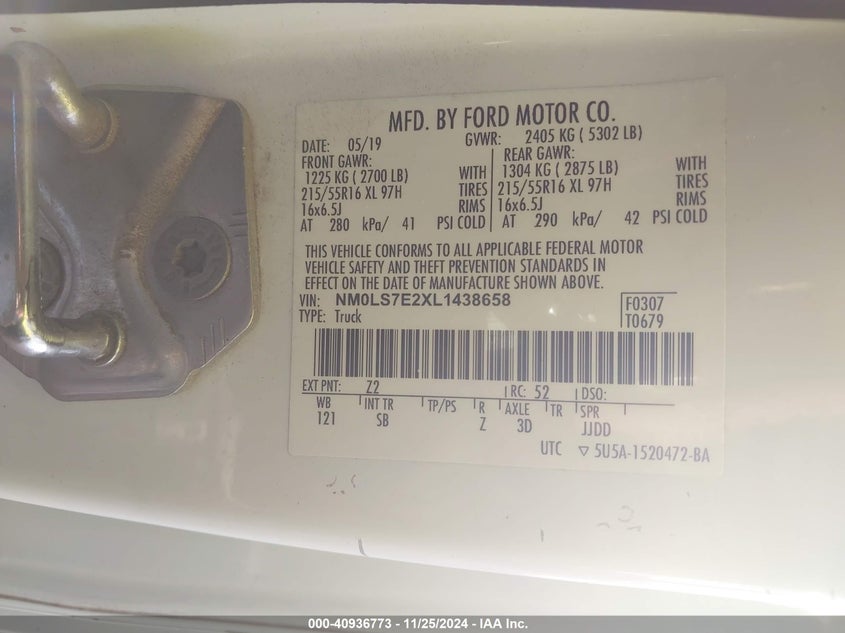 MFD. BY FORD MOTOR CO.
DATE: 05/19 GVWR: 2405 KG ( 5302 LB)
FRONT GAWR: REAR GAWR:
1225 KG ( 2700 LB) WITH 1304 KG ( 2875 LB) WITH
215/55R16 XL 97H TIRES 215/55R16 XL 97H TIRES
16x6.5J RIMS 16x6.5J RIMS
AT 280 kPa/ 41 PSI COLD AT 290 kPa/ 42 PSI COLD
THIS VEHICLE CONFORMS TO ALL APPLICABLE FEDERAL MOTOR
VEHICLE SAFETY AND THEFT PREVENTION STANDARDS IN
EFFECT ON THE DATE OF MANUFACTURE SHOWN ABOVE.
VIN: NM0LS7E2XL1438658 F0307
TYPE: Truck T0679
EXT PNT: Z2 RC: 52 DSO:
WB INT TR TP/PS R AXLE TR SPR
121 SB Z 3D JJDD
UTC ▽ 5U5A-1520472-BA
000-40936773 - 11/25/2024 - IAA Inc.